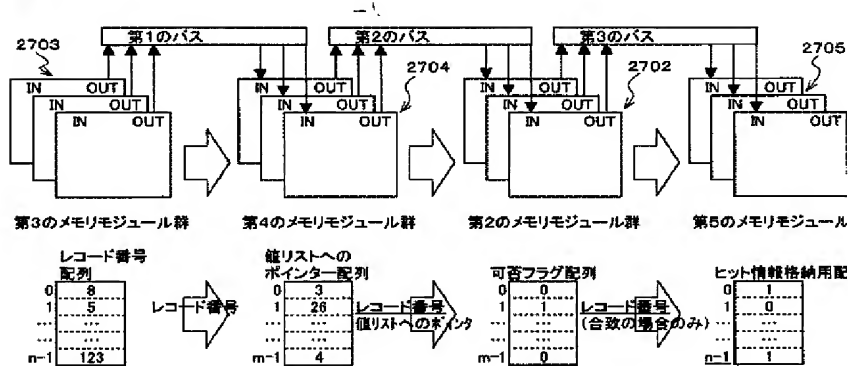 第1のバス
第2のバス
第3のバス
2703
2704
2702
2705
IN OUT
IN OUT
IN OUT
IN OUT
IN OUT
IN OUT
IN OUT
IN OUT
IN OUT
IN OUT
IN OUT
IN OUT
第3のメモリモジュール群
第4のメモリモジュール群
第2のメモリモジュール群
第5のメモリモジュール
レコード番号
配列
0 8
1 5
... ...
... ...
n-1 123
レコード番号
値リストへの
ポインター配列
0 3
1 26
... ...
... ...
m-1 4
レコード番号
値リストへのポインタ
可否フラグ配列
0 0
1 1
... ...
... ...
m-1 0
レコード番号
(合致の場合のみ)
ヒット情報格納用配
0 1
1 0
... ...
... ...
n-1 1